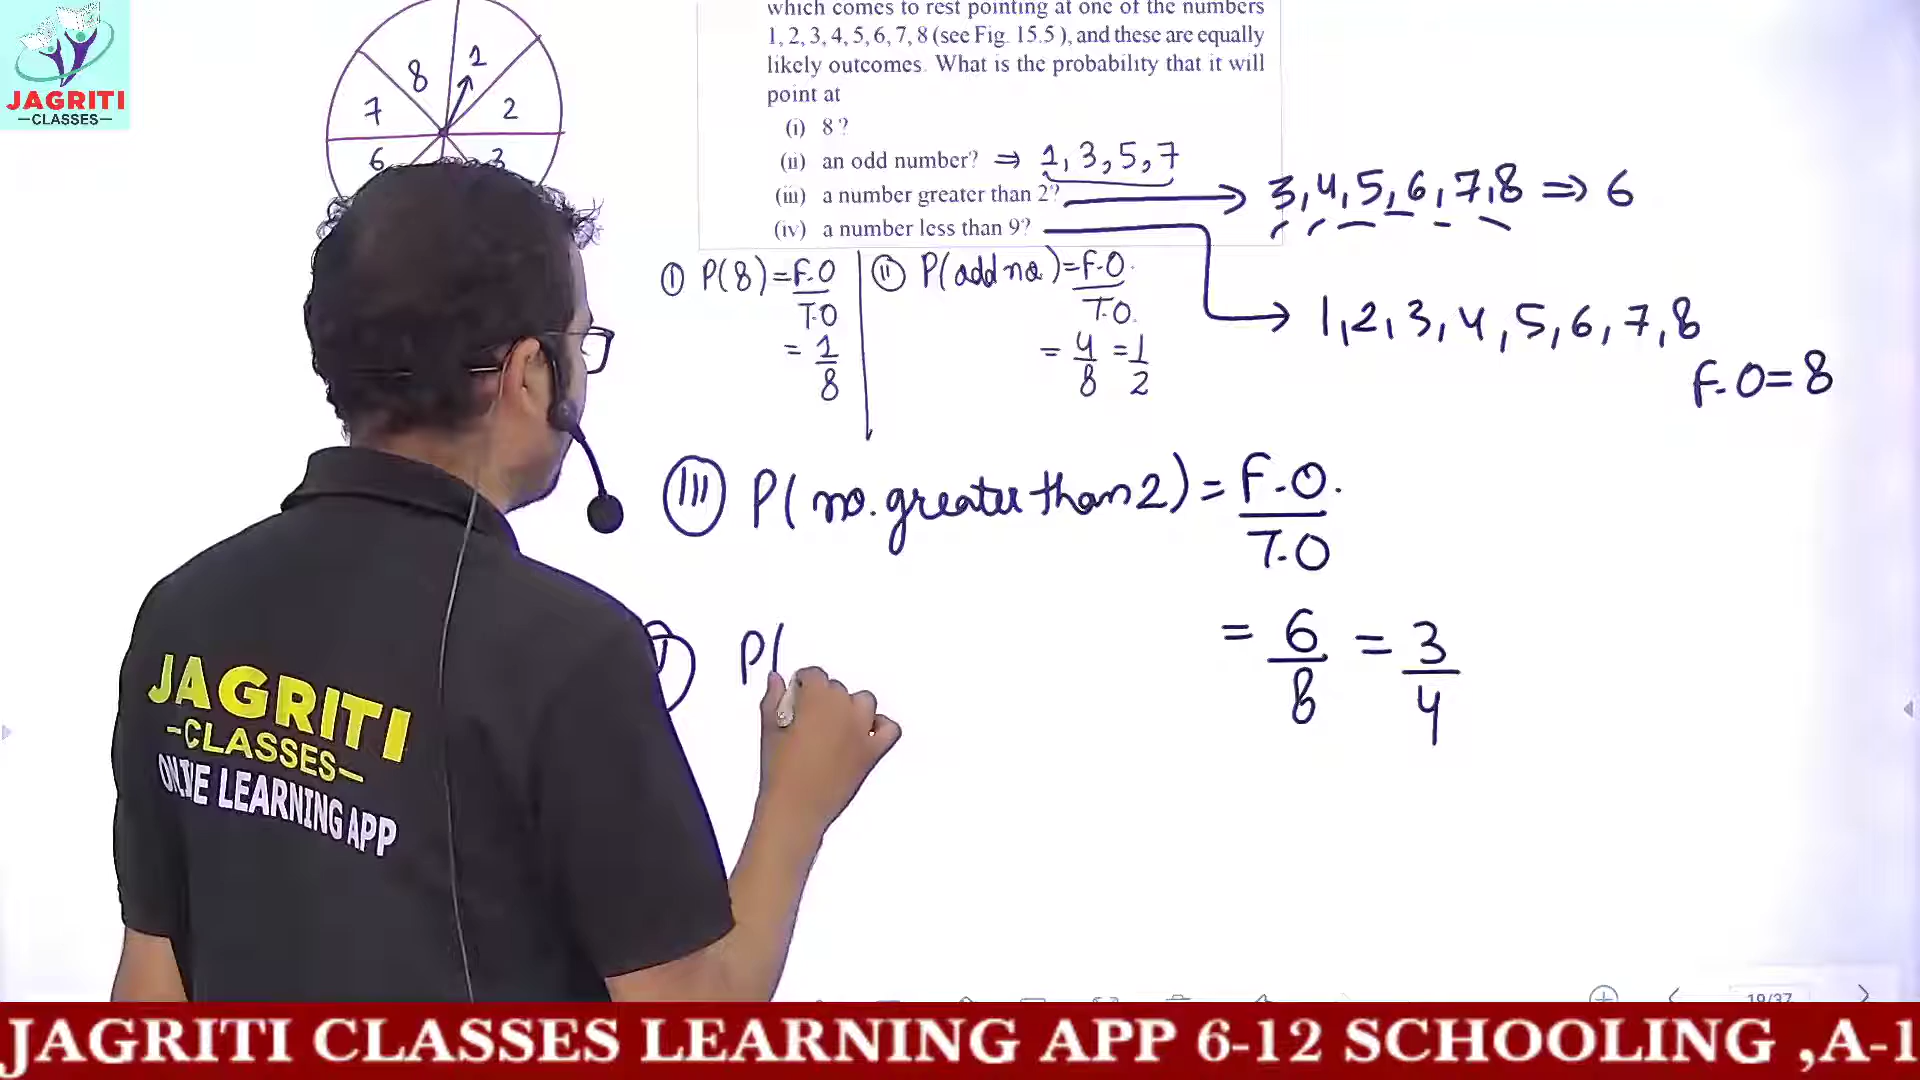 JAGRITI
—CLASSES—
8
1
7
2
6
3
which comes to rest pointing at one of the numbers
1, 2, 3, 4, 5, 6, 7, 8 (see Fig. 15.5 ), and these are equally
likely outcomes. What is the probability that it will
point at
(i) 8 ?
(ii) an odd number? ⇒ 1, 3, 5, 7
(iii) a number greater than 2?
3, 4, 5, 6, 7, 8 ⇒ 6
(iv) a number less than 9?
1, 2, 3, 4, 5, 6, 7, 8
F.O = 8
(I) P(8) = F.O / T.O
= 1/8
(II) P(add no.) = F.O. / T.O.
= 4/8 = 1/2
(III) P(no. greater than 2) = F.O. / T.O
= 6/8 = 3/4
P(
JAGRITI
-CLASSES—
LEARNING APP
19/37
JAGRITI CLASSES LEARNING APP 6-12 SCHOOLING ,A-1